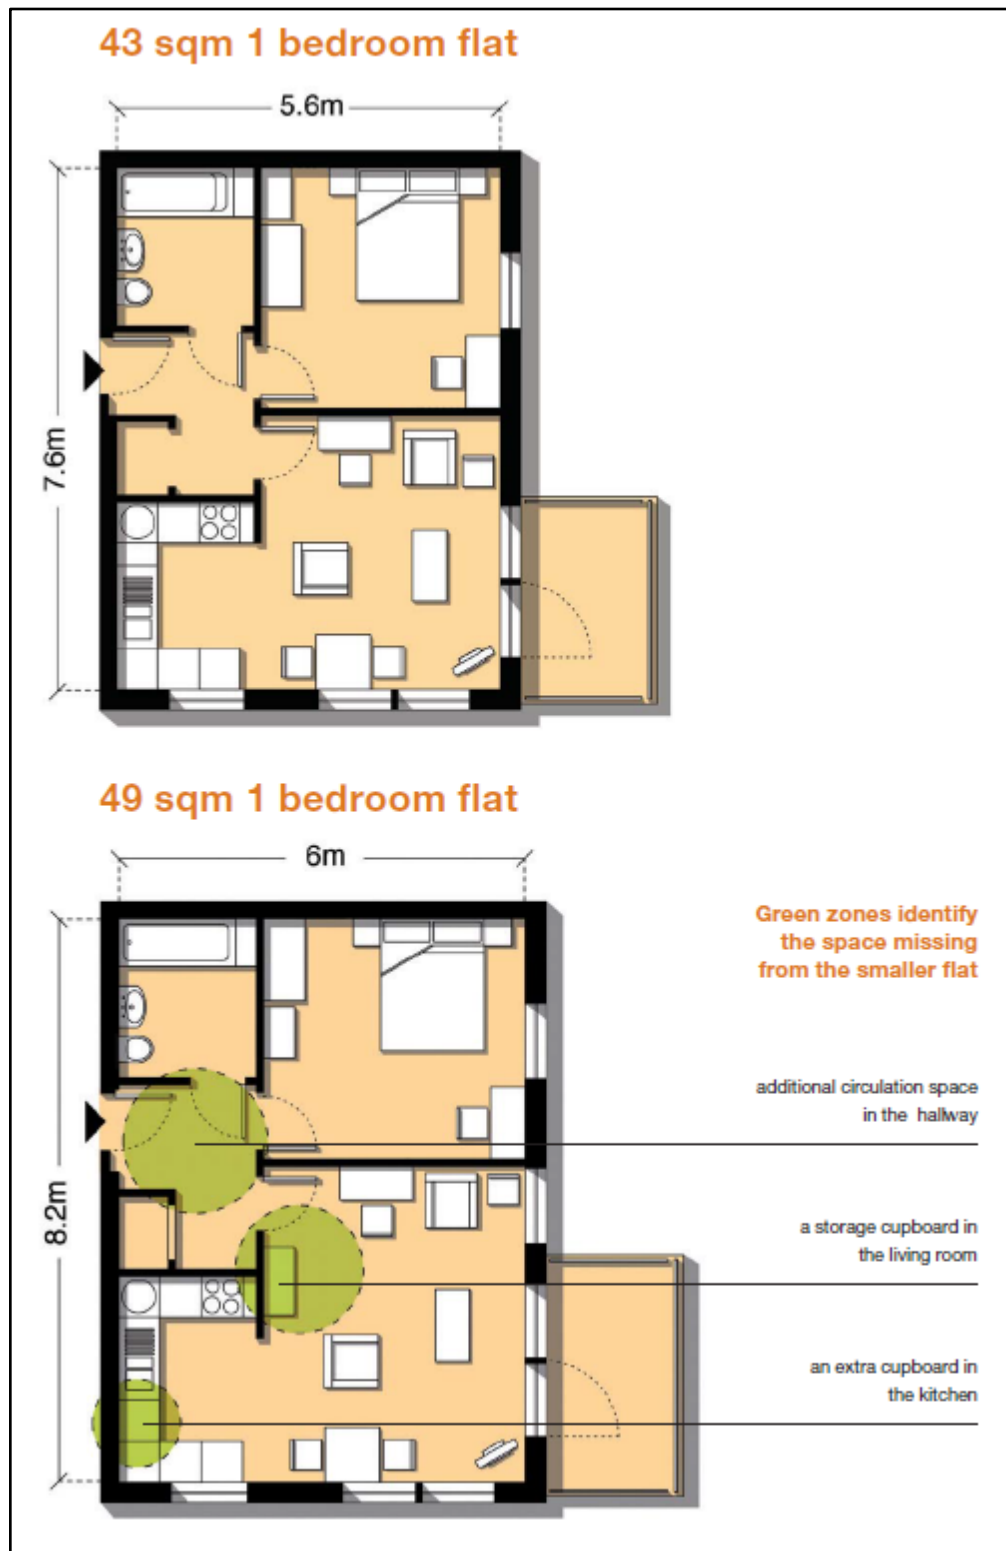 43 sqm 1 bedroom flat
5.6m
7.6m
49 sqm 1 bedroom flat
6m
8.2m
Green zones identify
the space missing
from the smaller flat
additional circulation space
in the hallway
a storage cupboard in
the living room
an extra cupboard in
the kitchen